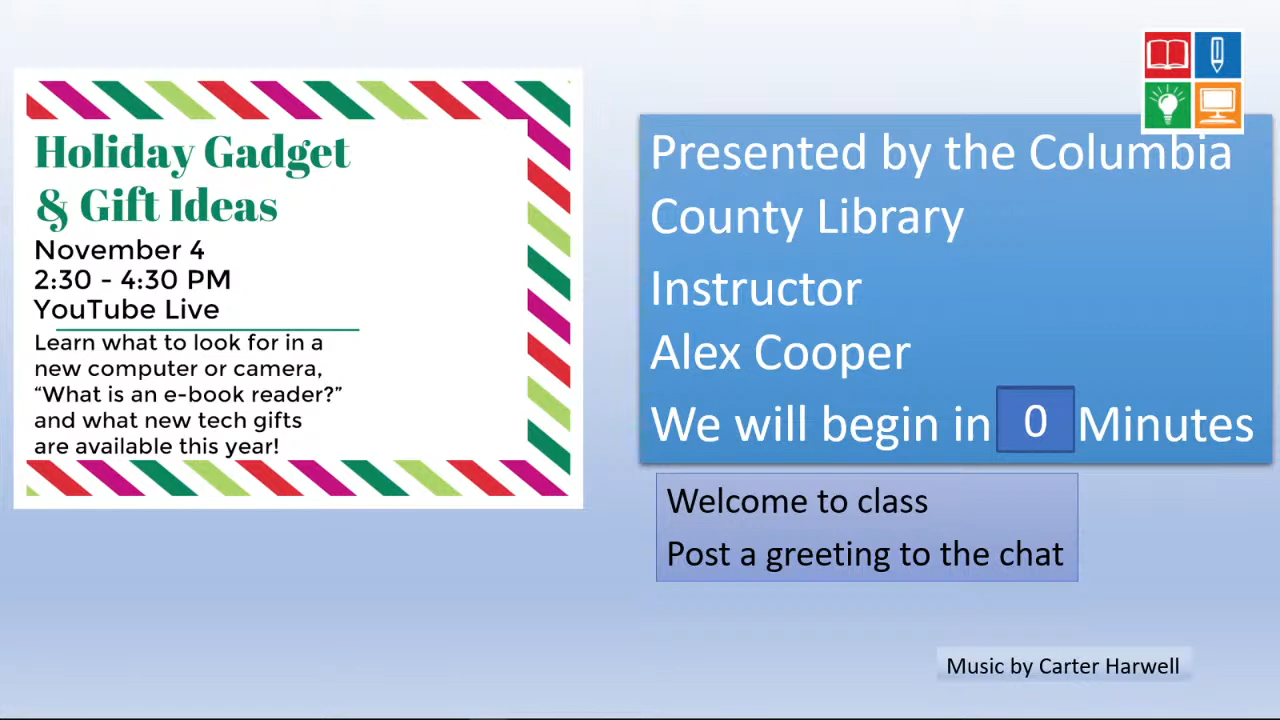 Holiday Gadget
& Gift Ideas
November 4
2:30 - 4:30 PM
YouTube Live
Learn what to look for in a
new computer or camera,
“What is an e-book reader?”
and what new tech gifts
are available this year!
Presented by the Columbia
County Library
Instructor
Alex Cooper
We will begin in 0 Minutes
Welcome to class
Post a greeting to the chat
Music by Carter Harwell